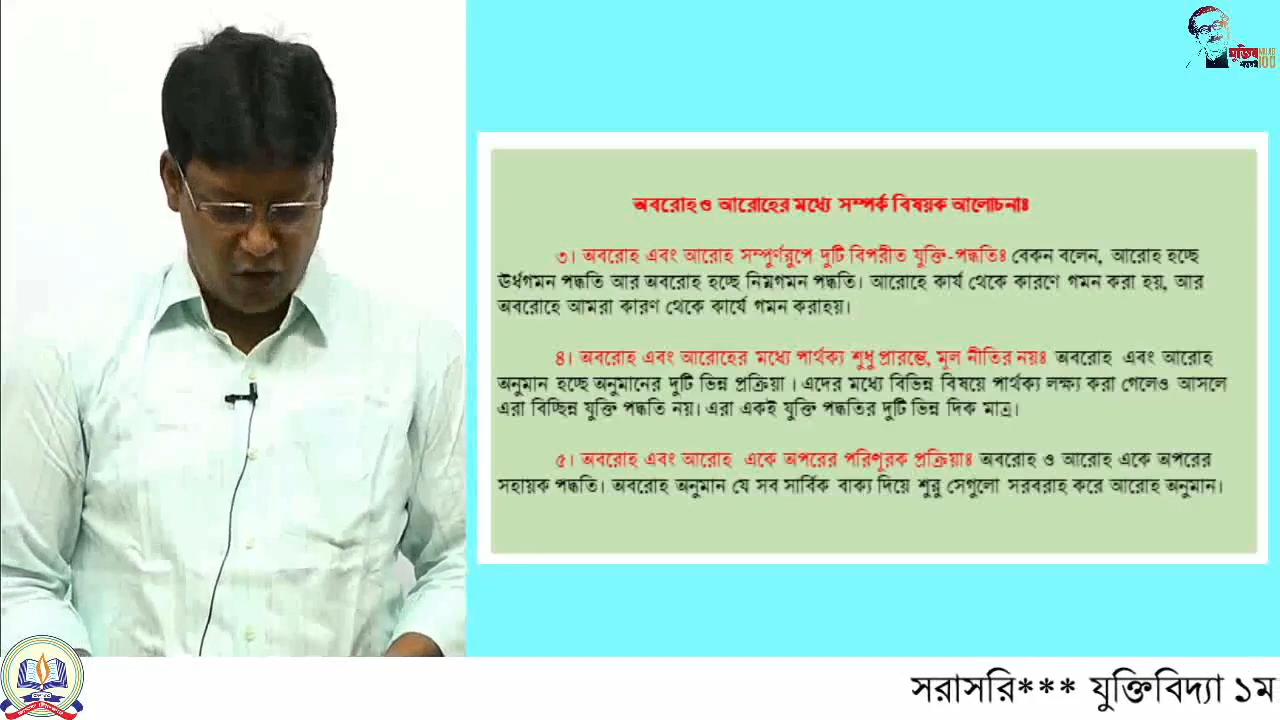 মুজিব
100
অবরোহ ও আরোহের মধ্যে সম্পর্ক বিষয়ক আলোচনাঃ
৩। অবরোহ এবং আরোহ সম্পুর্ণরুপে দুটি বিপরীত যুক্তি-পদ্ধতিঃ বেকন বলেন, আরোহ হচ্ছে
ঊর্ধগমন পদ্ধতি আর অবরোহ হচ্ছে নিম্নগমন পদ্ধতি। আরোহে কার্য থেকে কারণে গমন করা হয়, আর
অবরোহে আমরা কারণ থেকে কার্যে গমন করাহয়।
৪। অবরোহ এবং আরোহের মধ্যে পার্থক্য শুধু প্রারম্ভে, মূল নীতির নয়ঃ অবরোহ এবং আরোহ
অনুমান হচ্ছে অনুমানের দুটি ভিন্ন প্রক্রিয়া। এদের মধ্যে বিভিন্ন বিষয়ে পার্থক্য লক্ষ্য করা গেলেও আসলে
এরা বিচ্ছিন্ন যুক্তি পদ্ধতি নয়। এরা একই যুক্তি পদ্ধতির দুটি ভিন্ন দিক মাত্র।
৫। অবরোহ এবং আরোহ একে অপরের পরিপূরক প্রক্রিয়াঃ অবরোহ ও আরোহ একে অপরের
সহায়ক পদ্ধতি। অবরোহ অনুমান যে সব সার্বিক বাক্য দিয়ে শুরু সেগুলো সরবরাহ করে আরোহ অনুমান।
সরাসরি*** যুক্তিবিদ্যা ১ম